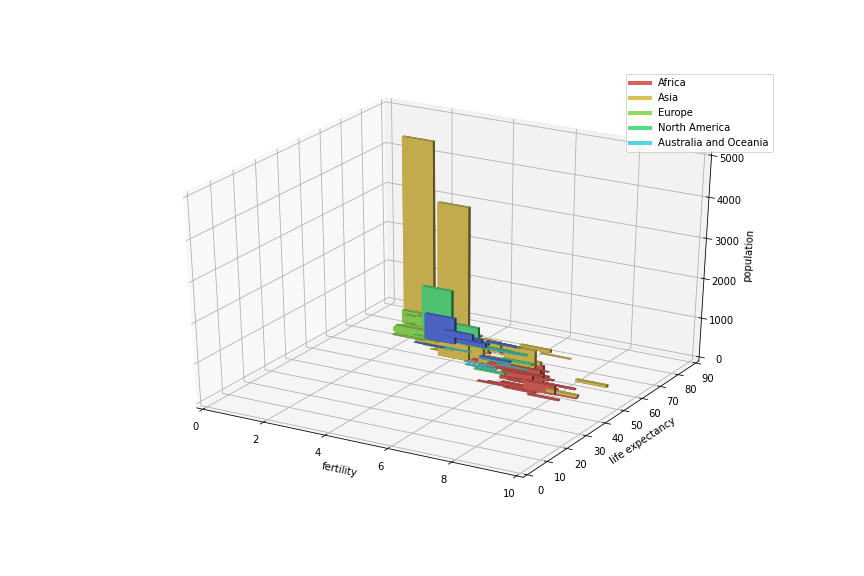 Africa
Asia
Europe
North America
Australia and Oceania
5000
4000
3000
2000
1000
0
population
0
2
4
6
8
10
fertility
0
10
20
30
40
50
60
70
80
90
life expectancy